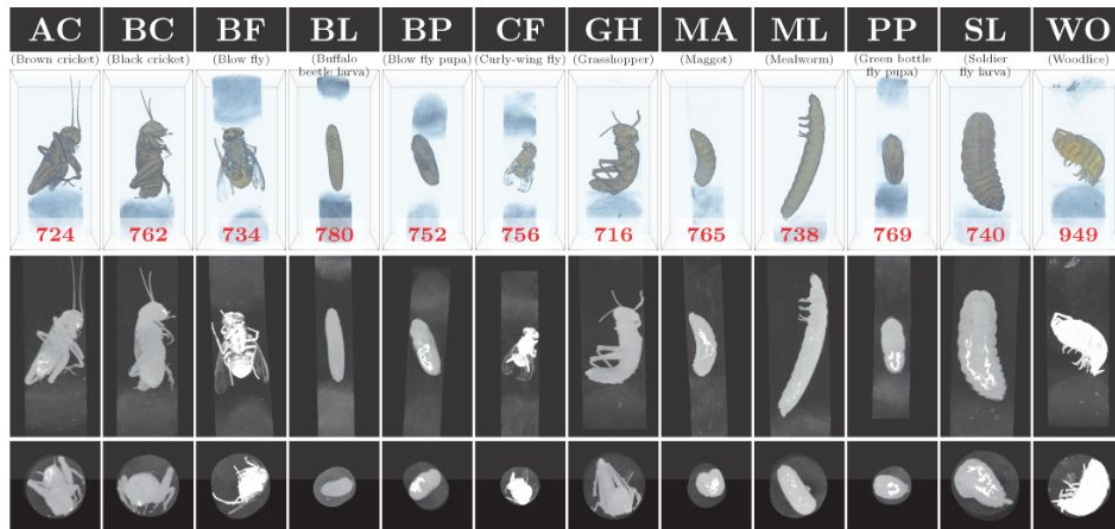 AC BC BF BL BP CF GH MA ML PP SL WO
(Brown cricket) (Black cricket) (Blow fly) (Buffalo beetle larva) (Blow fly pupa) (Curly-wing fly) (Grasshopper) (Maggot) (Mealworm) (Green bottle fly pupa) (Soldier fly larva) (Woodlice)
724 762 734 780 752 756 716 765 738 769 740 949